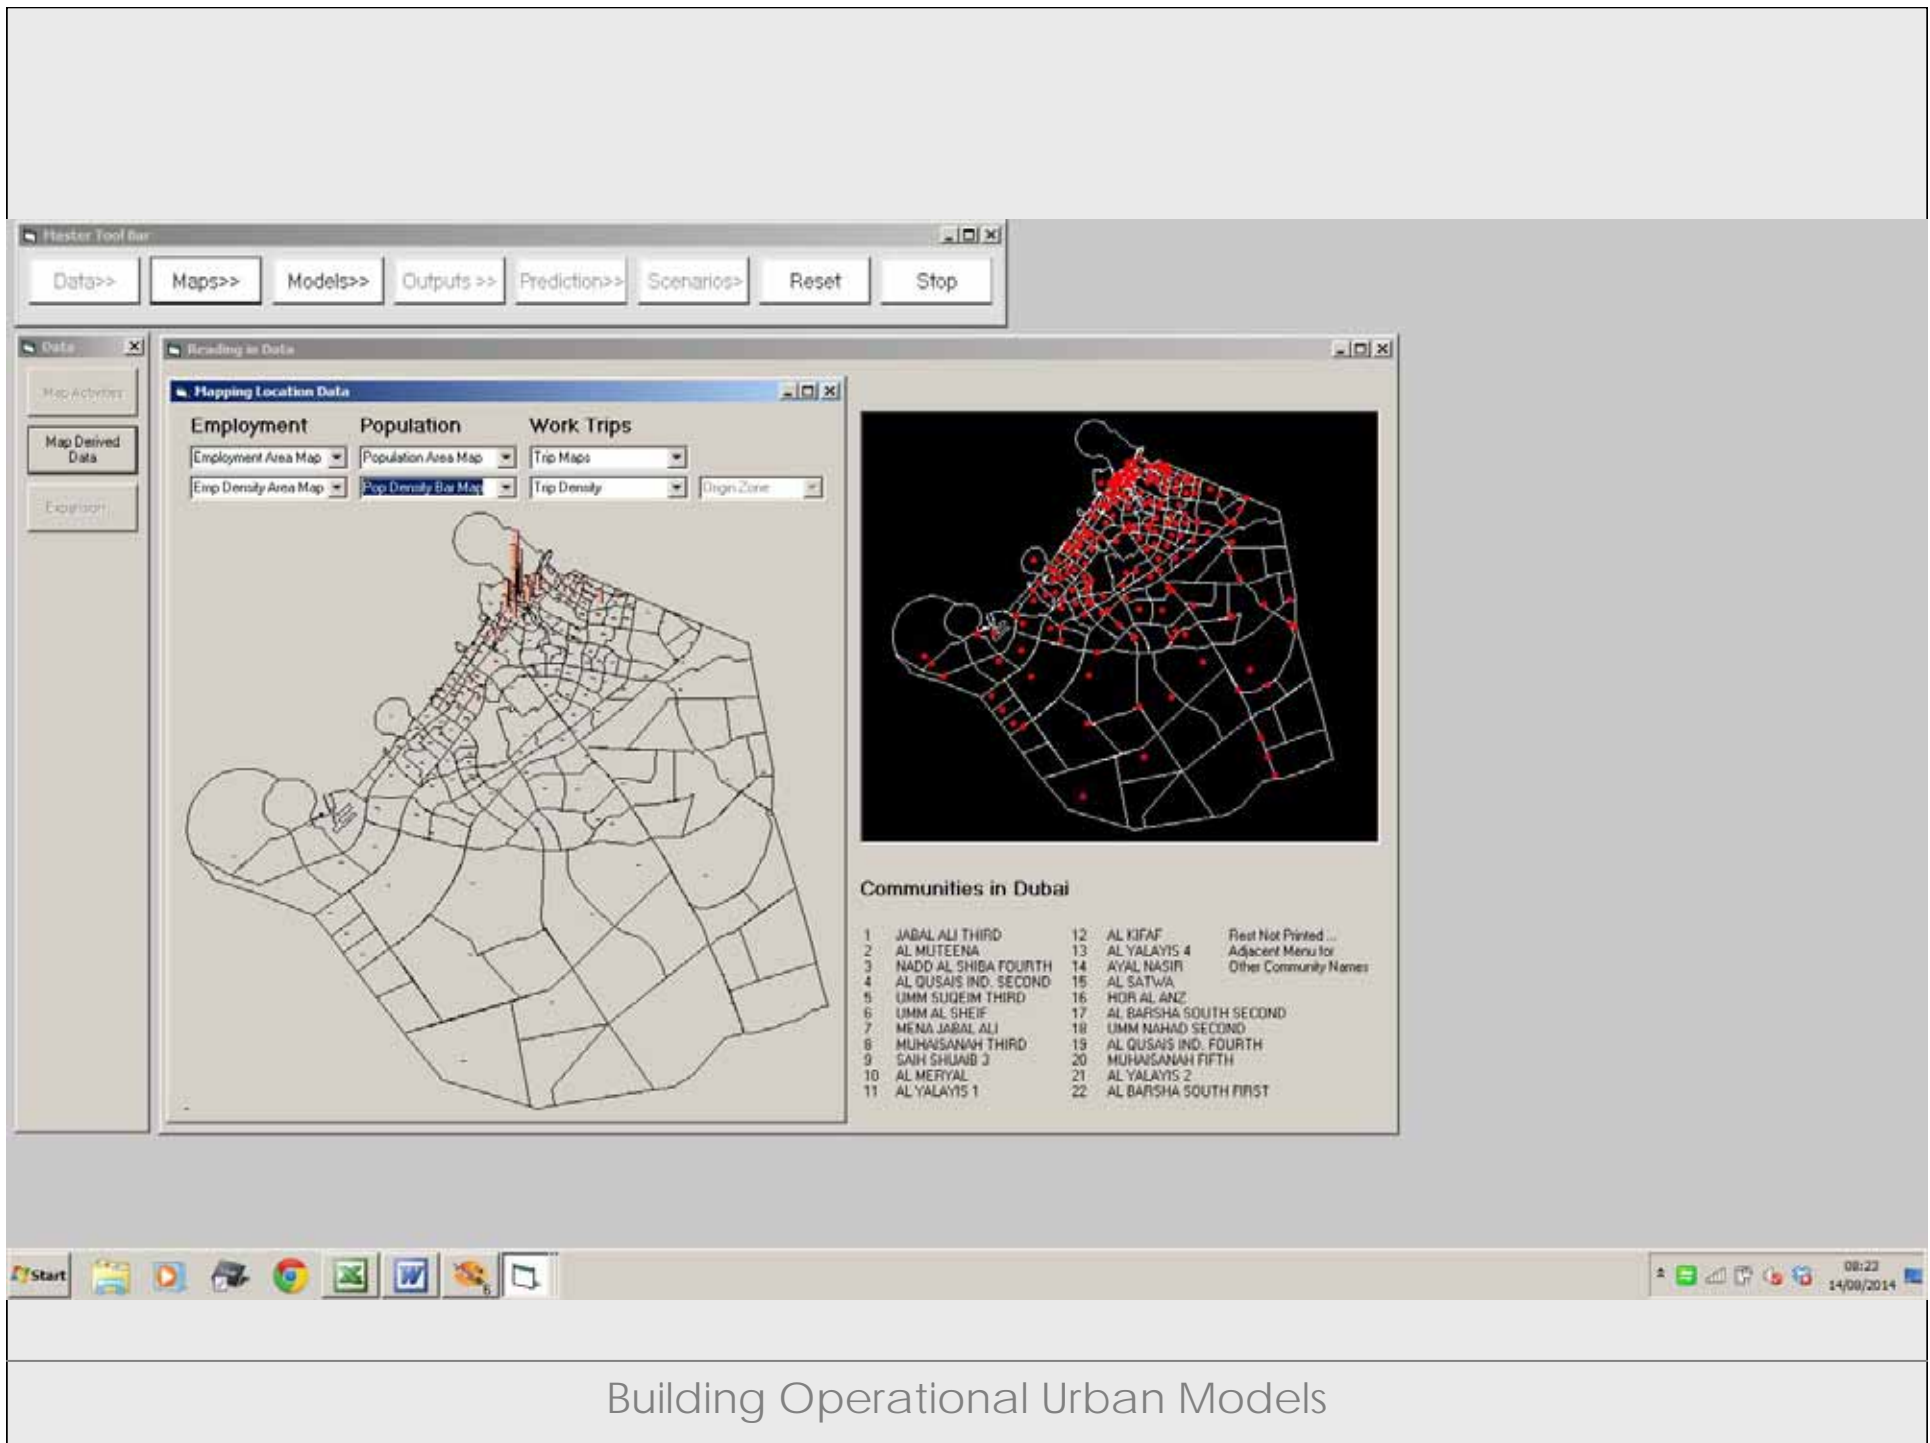 Master Tool Bar
Data>> Maps>> Models>> Outputs >> Prediction>> Scenarios> Reset Stop
Data
Map Activities
Map Derived
Data
Reading in Data
Mapping Location Data
Employment Population Work Trips
Employment Area Map Population Area Map Trip Maps
Emp Density Area Map Pop Density Bar Map Trip Density Origin Zone
Communities in Dubai
1 JABAL ALI THIRD
2 AL MUTEENA
3 NADD AL SHIBA FOURTH
4 AL QUSAIS IND. SECOND
5 UMM SUQEIM THIRD
6 UMM AL SHEIF
7 MENA JABAL ALI
8 MUHAISANAH THIRD
9 SAIH SHUAIB 3
10 AL MERYAL
11 AL YALAYIS 1
12 AL KIFAF
13 AL YALAYIS 4
14 AYAL NASIR
15 AL SATWA
16 HOR AL ANZ
17 AL BARSHA SOUTH SECOND
18 UMM NAHAD SECOND
19 AL QUSAIS IND. FOURTH
20 MUHAISANAH FIFTH
21 AL YALAYIS 2
22 AL BARSHA SOUTH FIRST
Rest Not Printed ...
Adjacent Menu for
Other Community Names
Start
6
08:22
14/08/2014
Building Operational Urban Models